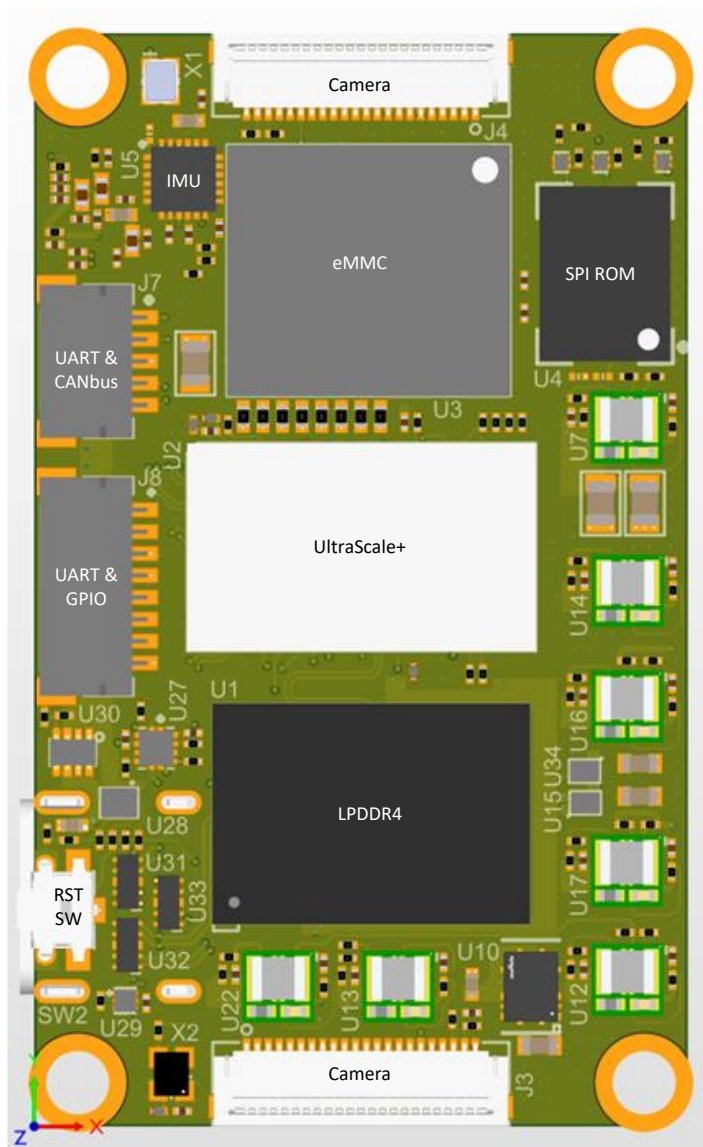 X1
Camera
J4
U5
IMU
eMMC
SPI ROM
J7
UART &
CANbus
U4
U3
U7
U2
J8
UltraScale+
UART &
GPIO
U14
U1
U27
U30
U16
U34
U15
LPDDR4
U28
U31
U33
U17
RST
SW
U32
U10
SW2
U29
U22
U13
U12
X2
Camera
J3
Y
X
Z